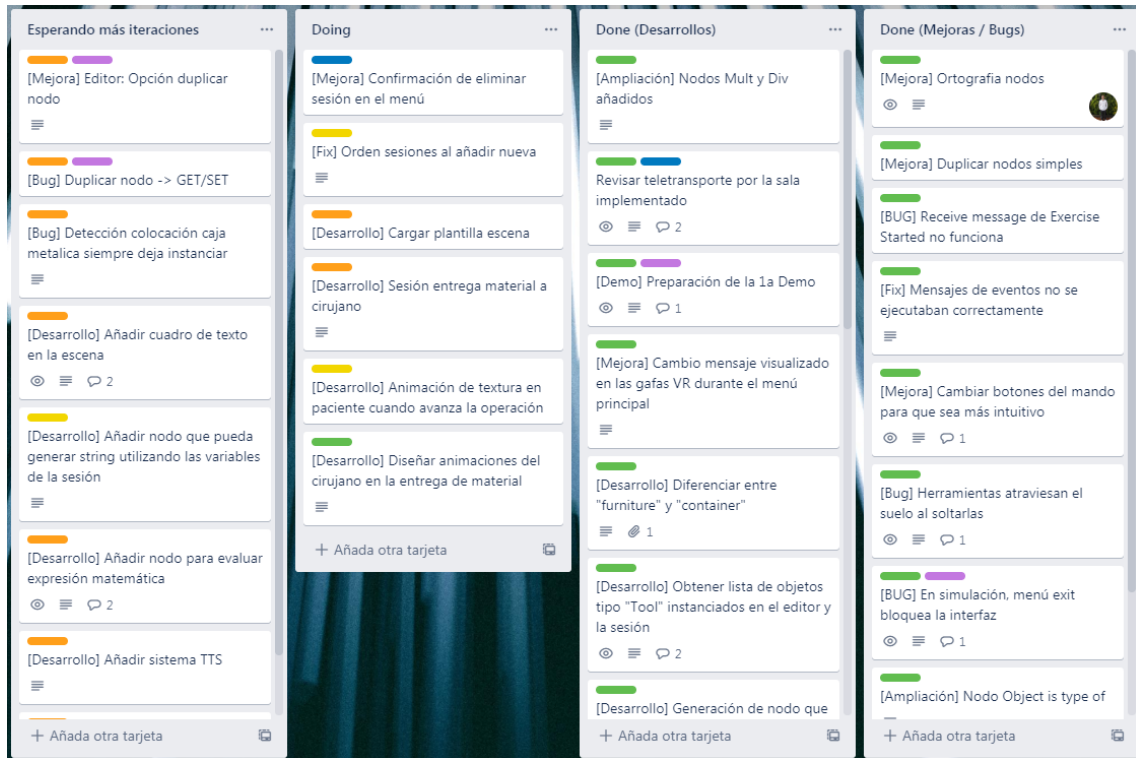 Esperando más iteraciones
[Mejora] Editor: Opción duplicar
nodo
[Bug] Duplicar nodo -> GET/SET
[Bug] Detección colocación caja
metalica siempre deja instanciar
[Desarrollo] Añadir cuadro de texto
en la escena
2
[Desarrollo] Añadir nodo que pueda
generar string utilizando las variables
de la sesión
[Desarrollo] Añadir nodo para evaluar
expresión matemática
2
[Desarrollo] Añadir sistema TTS
+ Añada otra tarjeta
Doing
[Mejora] Confirmación de eliminar
sesión en el menú
[Fix] Orden sesiones al añadir nueva
[Desarrollo] Cargar plantilla escena
[Desarrollo] Sesión entrega material a
cirujano
[Desarrollo] Animación de textura en
paciente cuando avanza la operación
[Desarrollo] Diseñar animaciones del
cirujano en la entrega de material
+ Añada otra tarjeta
Done (Desarrollos)
[Ampliación] Nodos Mult y Div
añadidos
Revisar teletransporte por la sala
implementado
2
[Demo] Preparación de la 1a Demo
1
[Mejora] Cambio mensaje visualizado
en las gafas VR durante el menú
principal
[Desarrollo] Diferenciar entre
"furniture" y "container"
1
[Desarrollo] Obtener lista de objetos
tipo "Tool" instanciados en el editor y
la sesión
2
[Desarrollo] Generación de nodo que
+ Añada otra tarjeta
Done (Mejoras / Bugs)
[Mejora] Ortografia nodos
[Mejora] Duplicar nodos simples
[BUG] Receive message de Exercise
Started no funciona
[Fix] Mensajes de eventos no se
ejecutaban correctamente
[Mejora] Cambiar botones del mando
para que sea más intuitivo
1
[Bug] Herramientas atraviesan el
suelo al soltarlas
1
[BUG] En simulación, menú exit
bloquea la interfaz
1
[Ampliación] Nodo Object is type of
+ Añada otra tarjeta